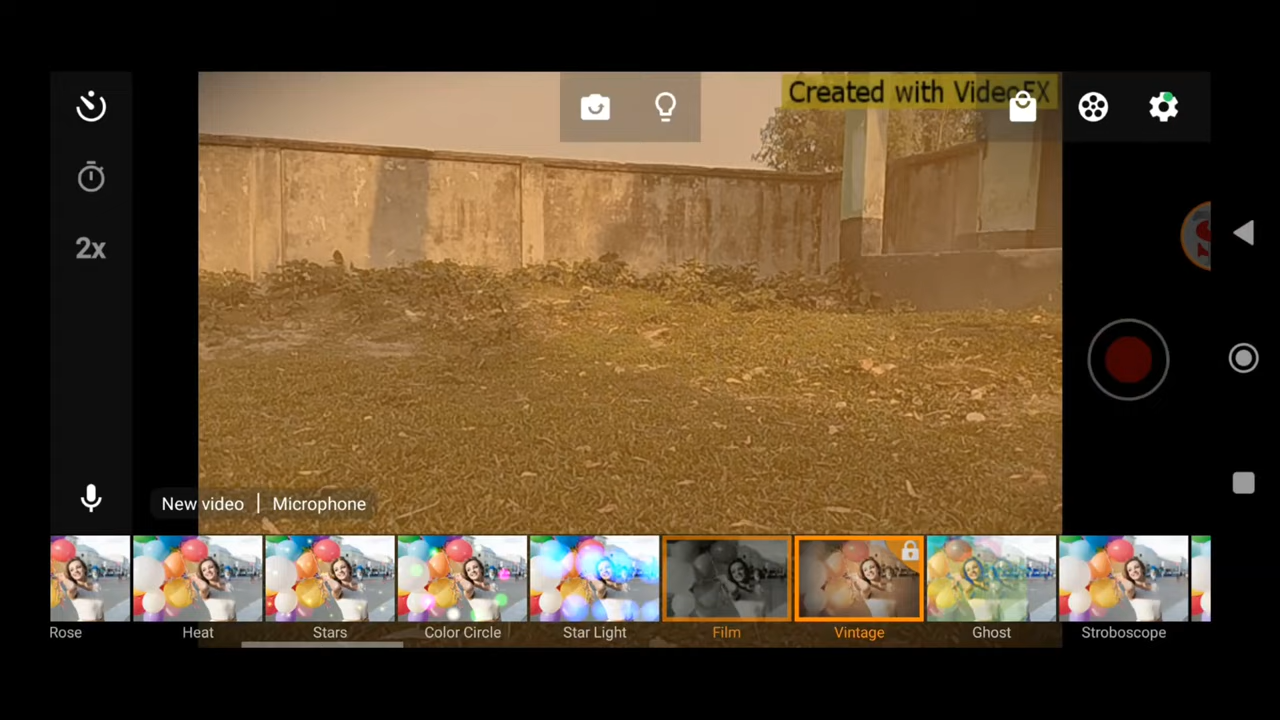 Created with VideoFX
2x
New video | Microphone
Rose
Heat
Stars
Color Circle
Star Light
Film
Vintage
Ghost
Stroboscope